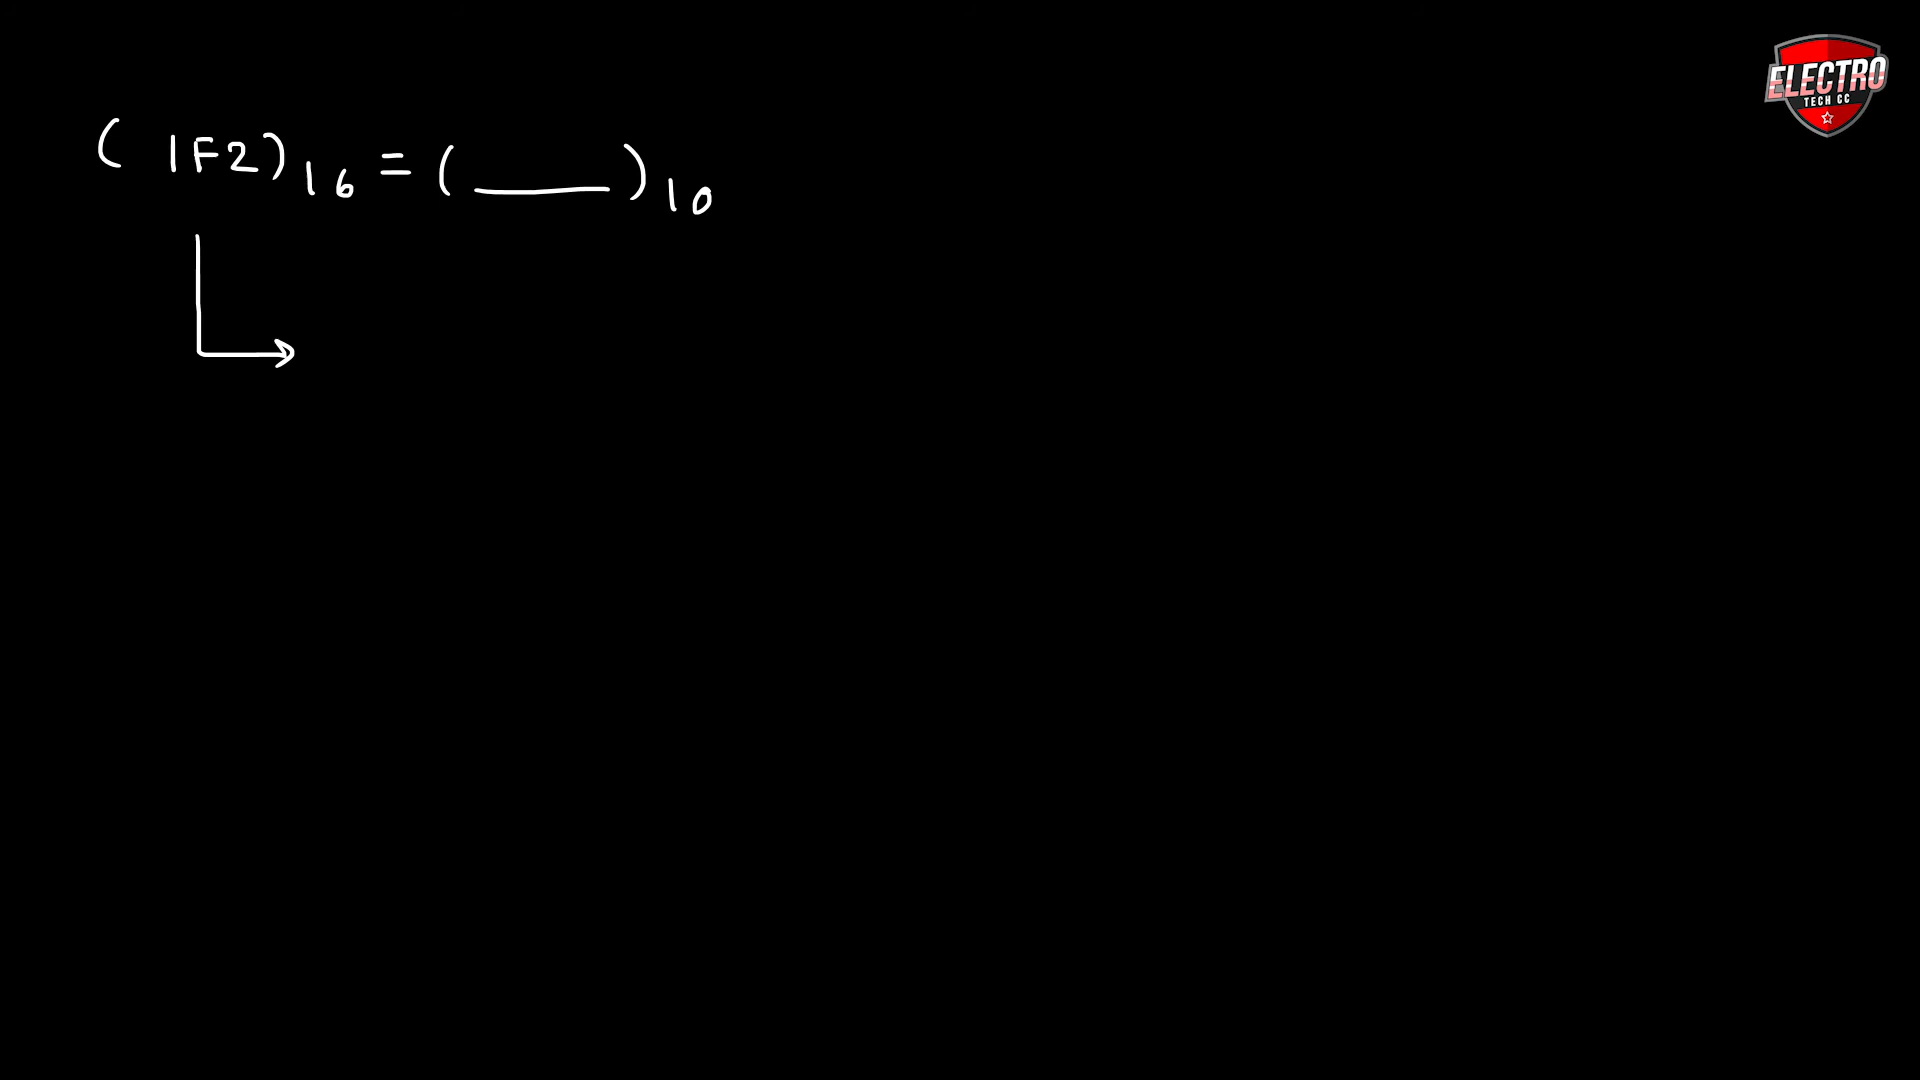 (1F2)₁₆ = (____)₁₀
ELECTRO
TECH CC